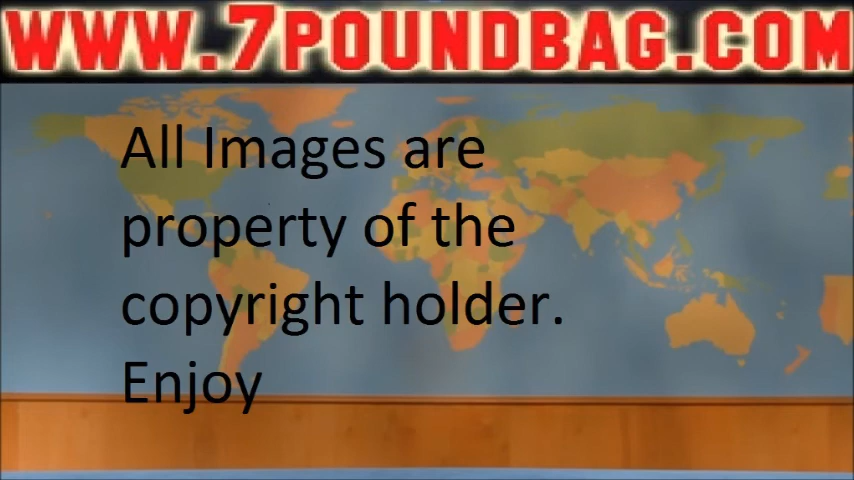 WWW.7POUNDBAG.COM
All Images are
property of the
copyright holder.
Enjoy